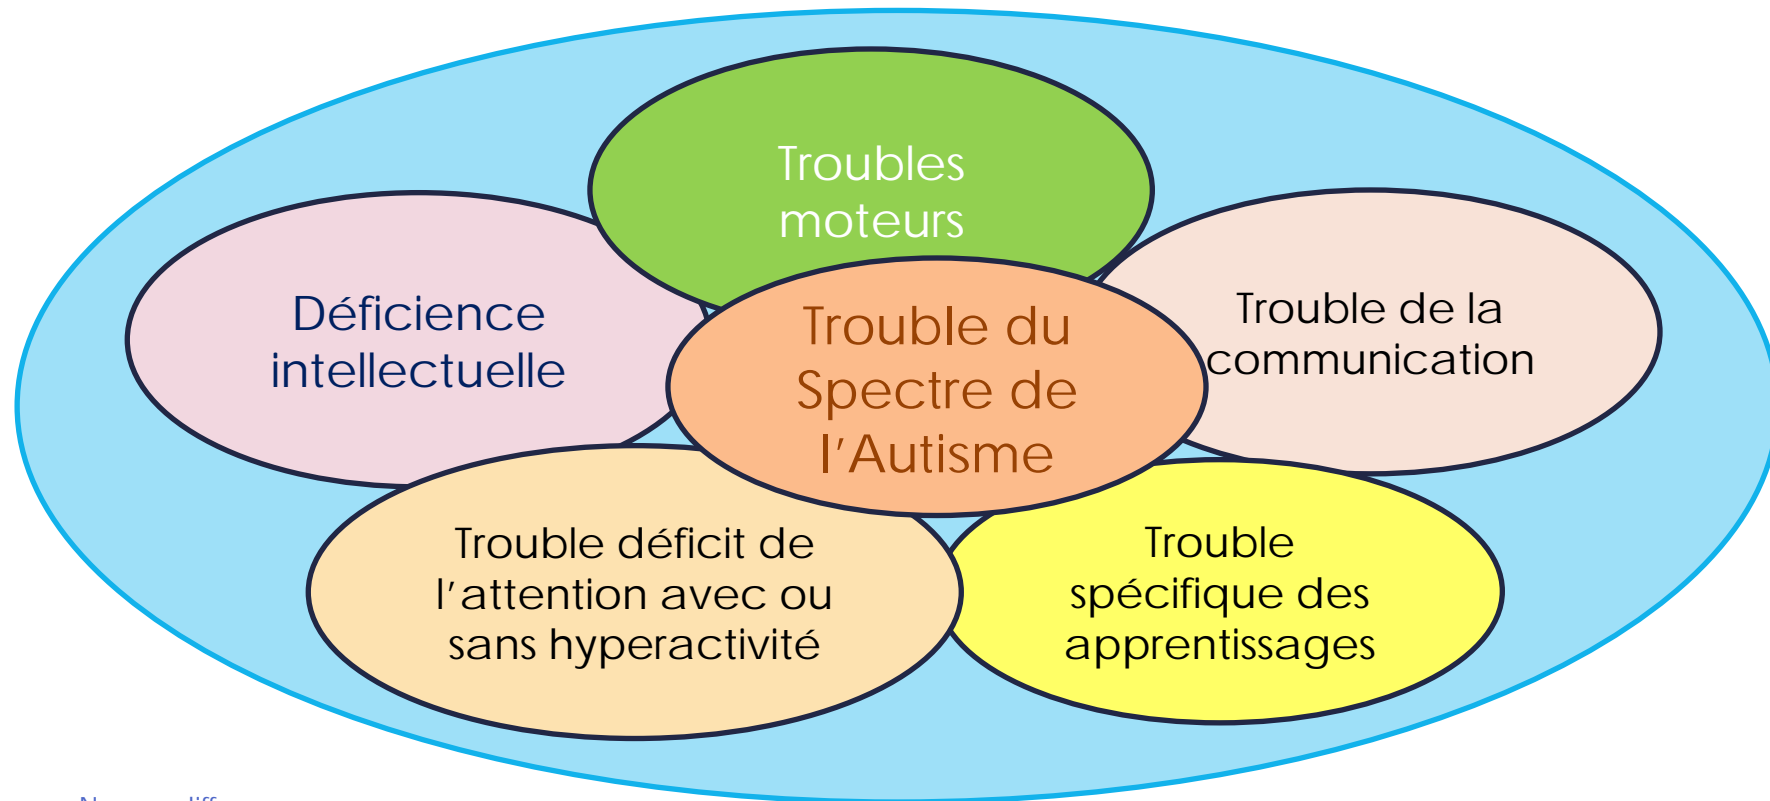 Troubles
moteurs
Déficience
intellectuelle
Trouble du
Spectre de
l'Autisme
Trouble de la
communication
Trouble déficit de
l'attention avec ou
sans hyperactivité
Trouble
spécifique des
apprentissages